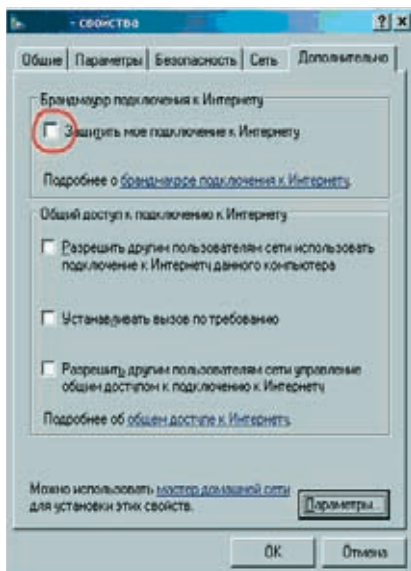 - свойства
Общие Параметры Безопасность Сеть Дополнительно
Брандмауэр подключения к Интернету
Защитить мое подключение к Интернету
Подробнее о брандмауэре подключения к Интернету.
Общий доступ к подключению к Интернету
Разрешить другим пользователям сети использовать
подключение к Интернету данного компьютера
Устанавливать вызов по требованию
Разрешить другим пользователям сети управление
общим доступом к подключению к Интернету
Подробнее об общем доступе к Интернету.
Можно использовать мастер домашней сети
для установки этих свойств.
Параметры...
OK Отмена